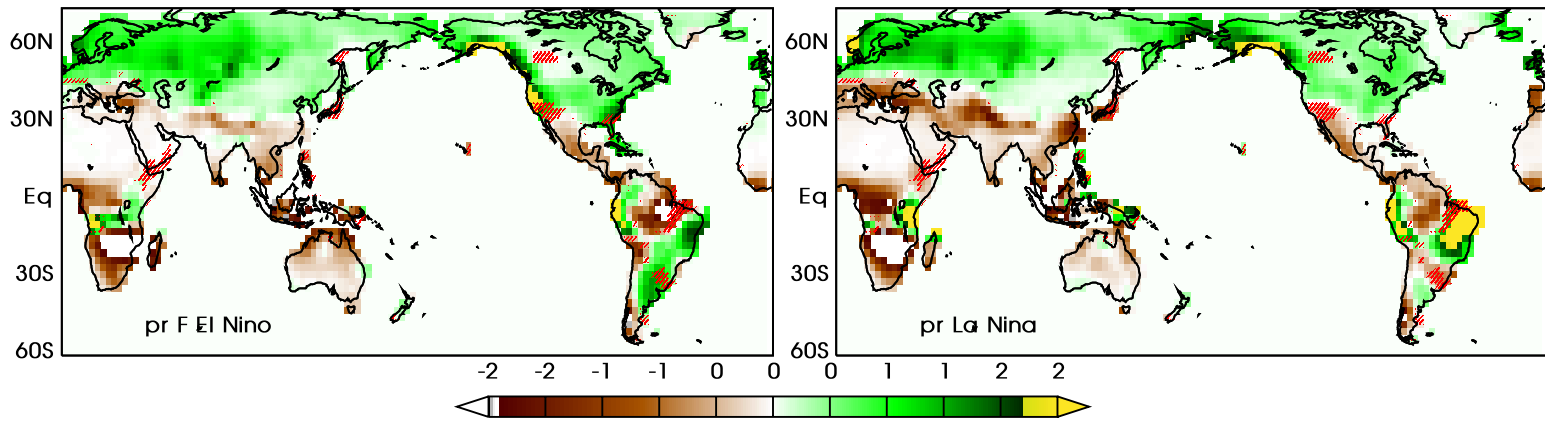 60N 60N
30N 30N
Eq Eq
30S 30S
pr F El Nino pr La Nina
60S 60S
-2 -2 -1 -1 0 0 0 1 1 2 2